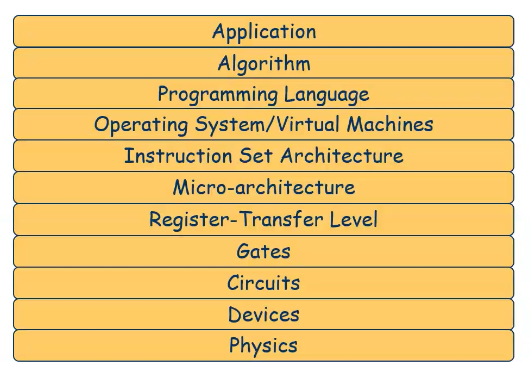 Application
Algorithm
Programming Language
Operating System/Virtual Machines
Instruction Set Architecture
Micro-architecture
Register-Transfer Level
Gates
Circuits
Devices
Physics